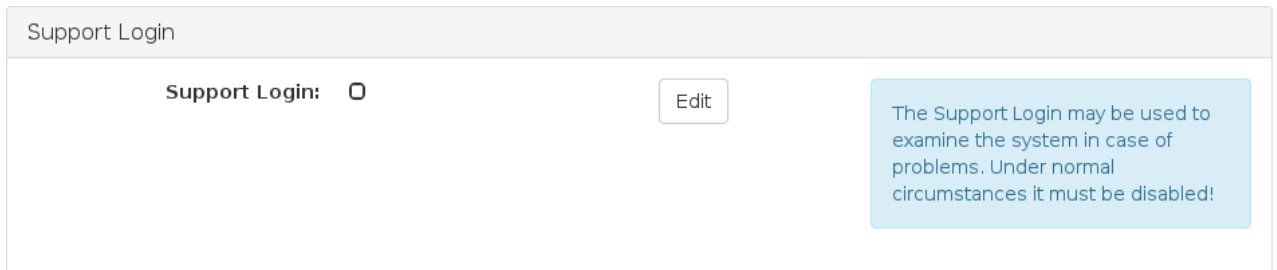 Support Login
Support Login:
Edit
The Support Login may be used to
examine the system in case of
problems. Under normal
circumstances it must be disabled!